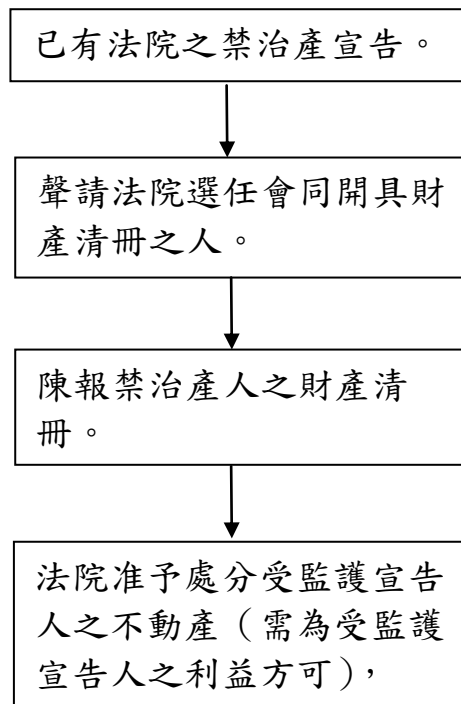 已有法院之禁治產宣告。
聲請法院選任會同開具財
產清冊之人。
陳報禁治產人之財產清
冊。
法院准予處分受監護宣告
人之不動產（需為受監護
宣告人之利益方可），